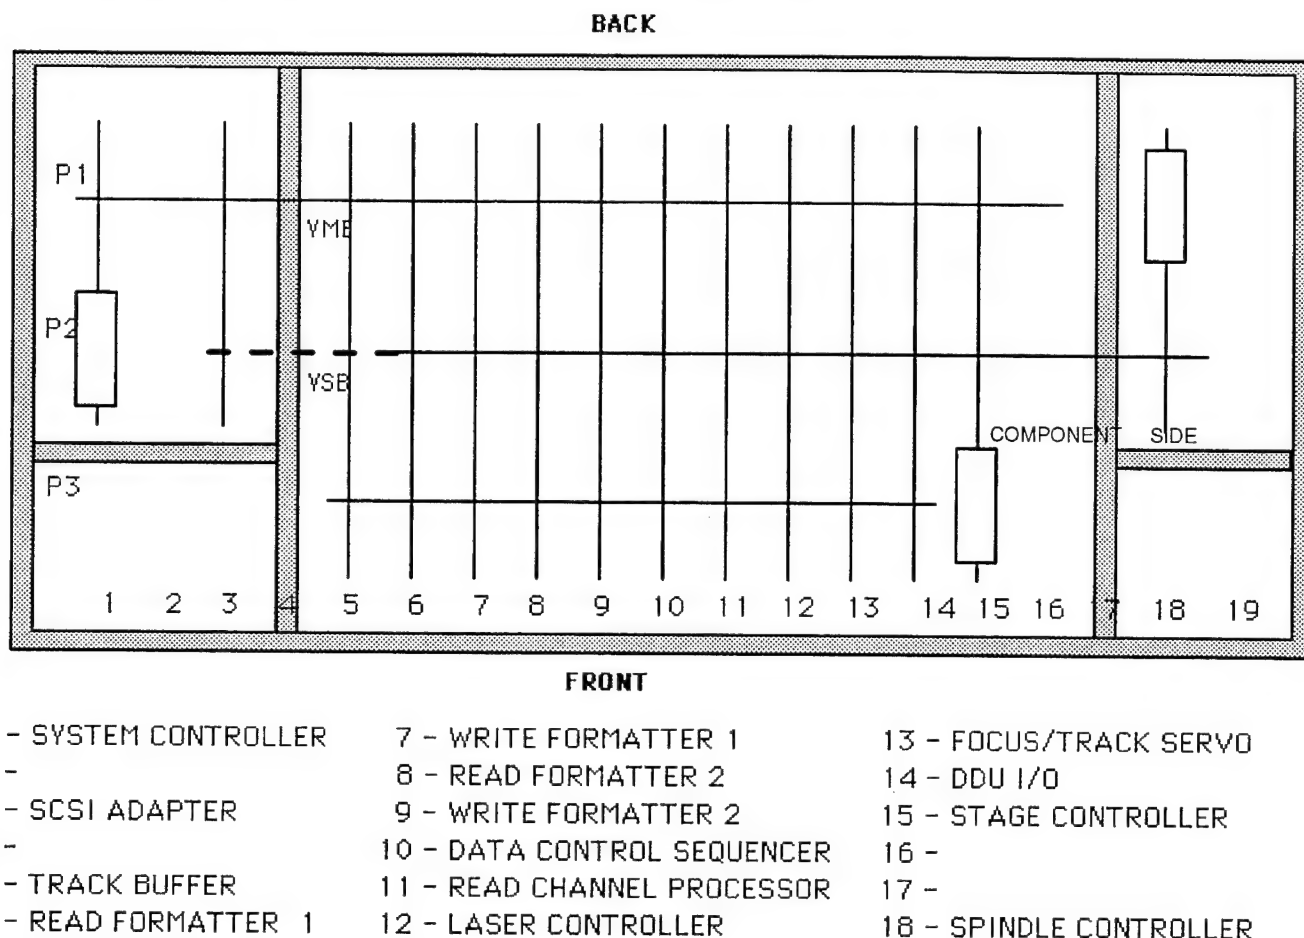 BACK
P1
VME
P2
VSB
COMPONENT SIDE
P3
1 2 3 4 5 6 7 8 9 10 11 12 13 14 15 16 17 18 19
FRONT
- SYSTEM CONTROLLER 7 - WRITE FORMATTER 1 13 - FOCUS/TRACK SERVO
- 8 - READ FORMATTER 2 14 - DDU I/O
- SCSI ADAPTER 9 - WRITE FORMATTER 2 15 - STAGE CONTROLLER
- 10 - DATA CONTROL SEQUENCER 16 -
- TRACK BUFFER 11 - READ CHANNEL PROCESSOR 17 -
- READ FORMATTER 1 12 - LASER CONTROLLER 18 - SPINDLE CONTROLLER